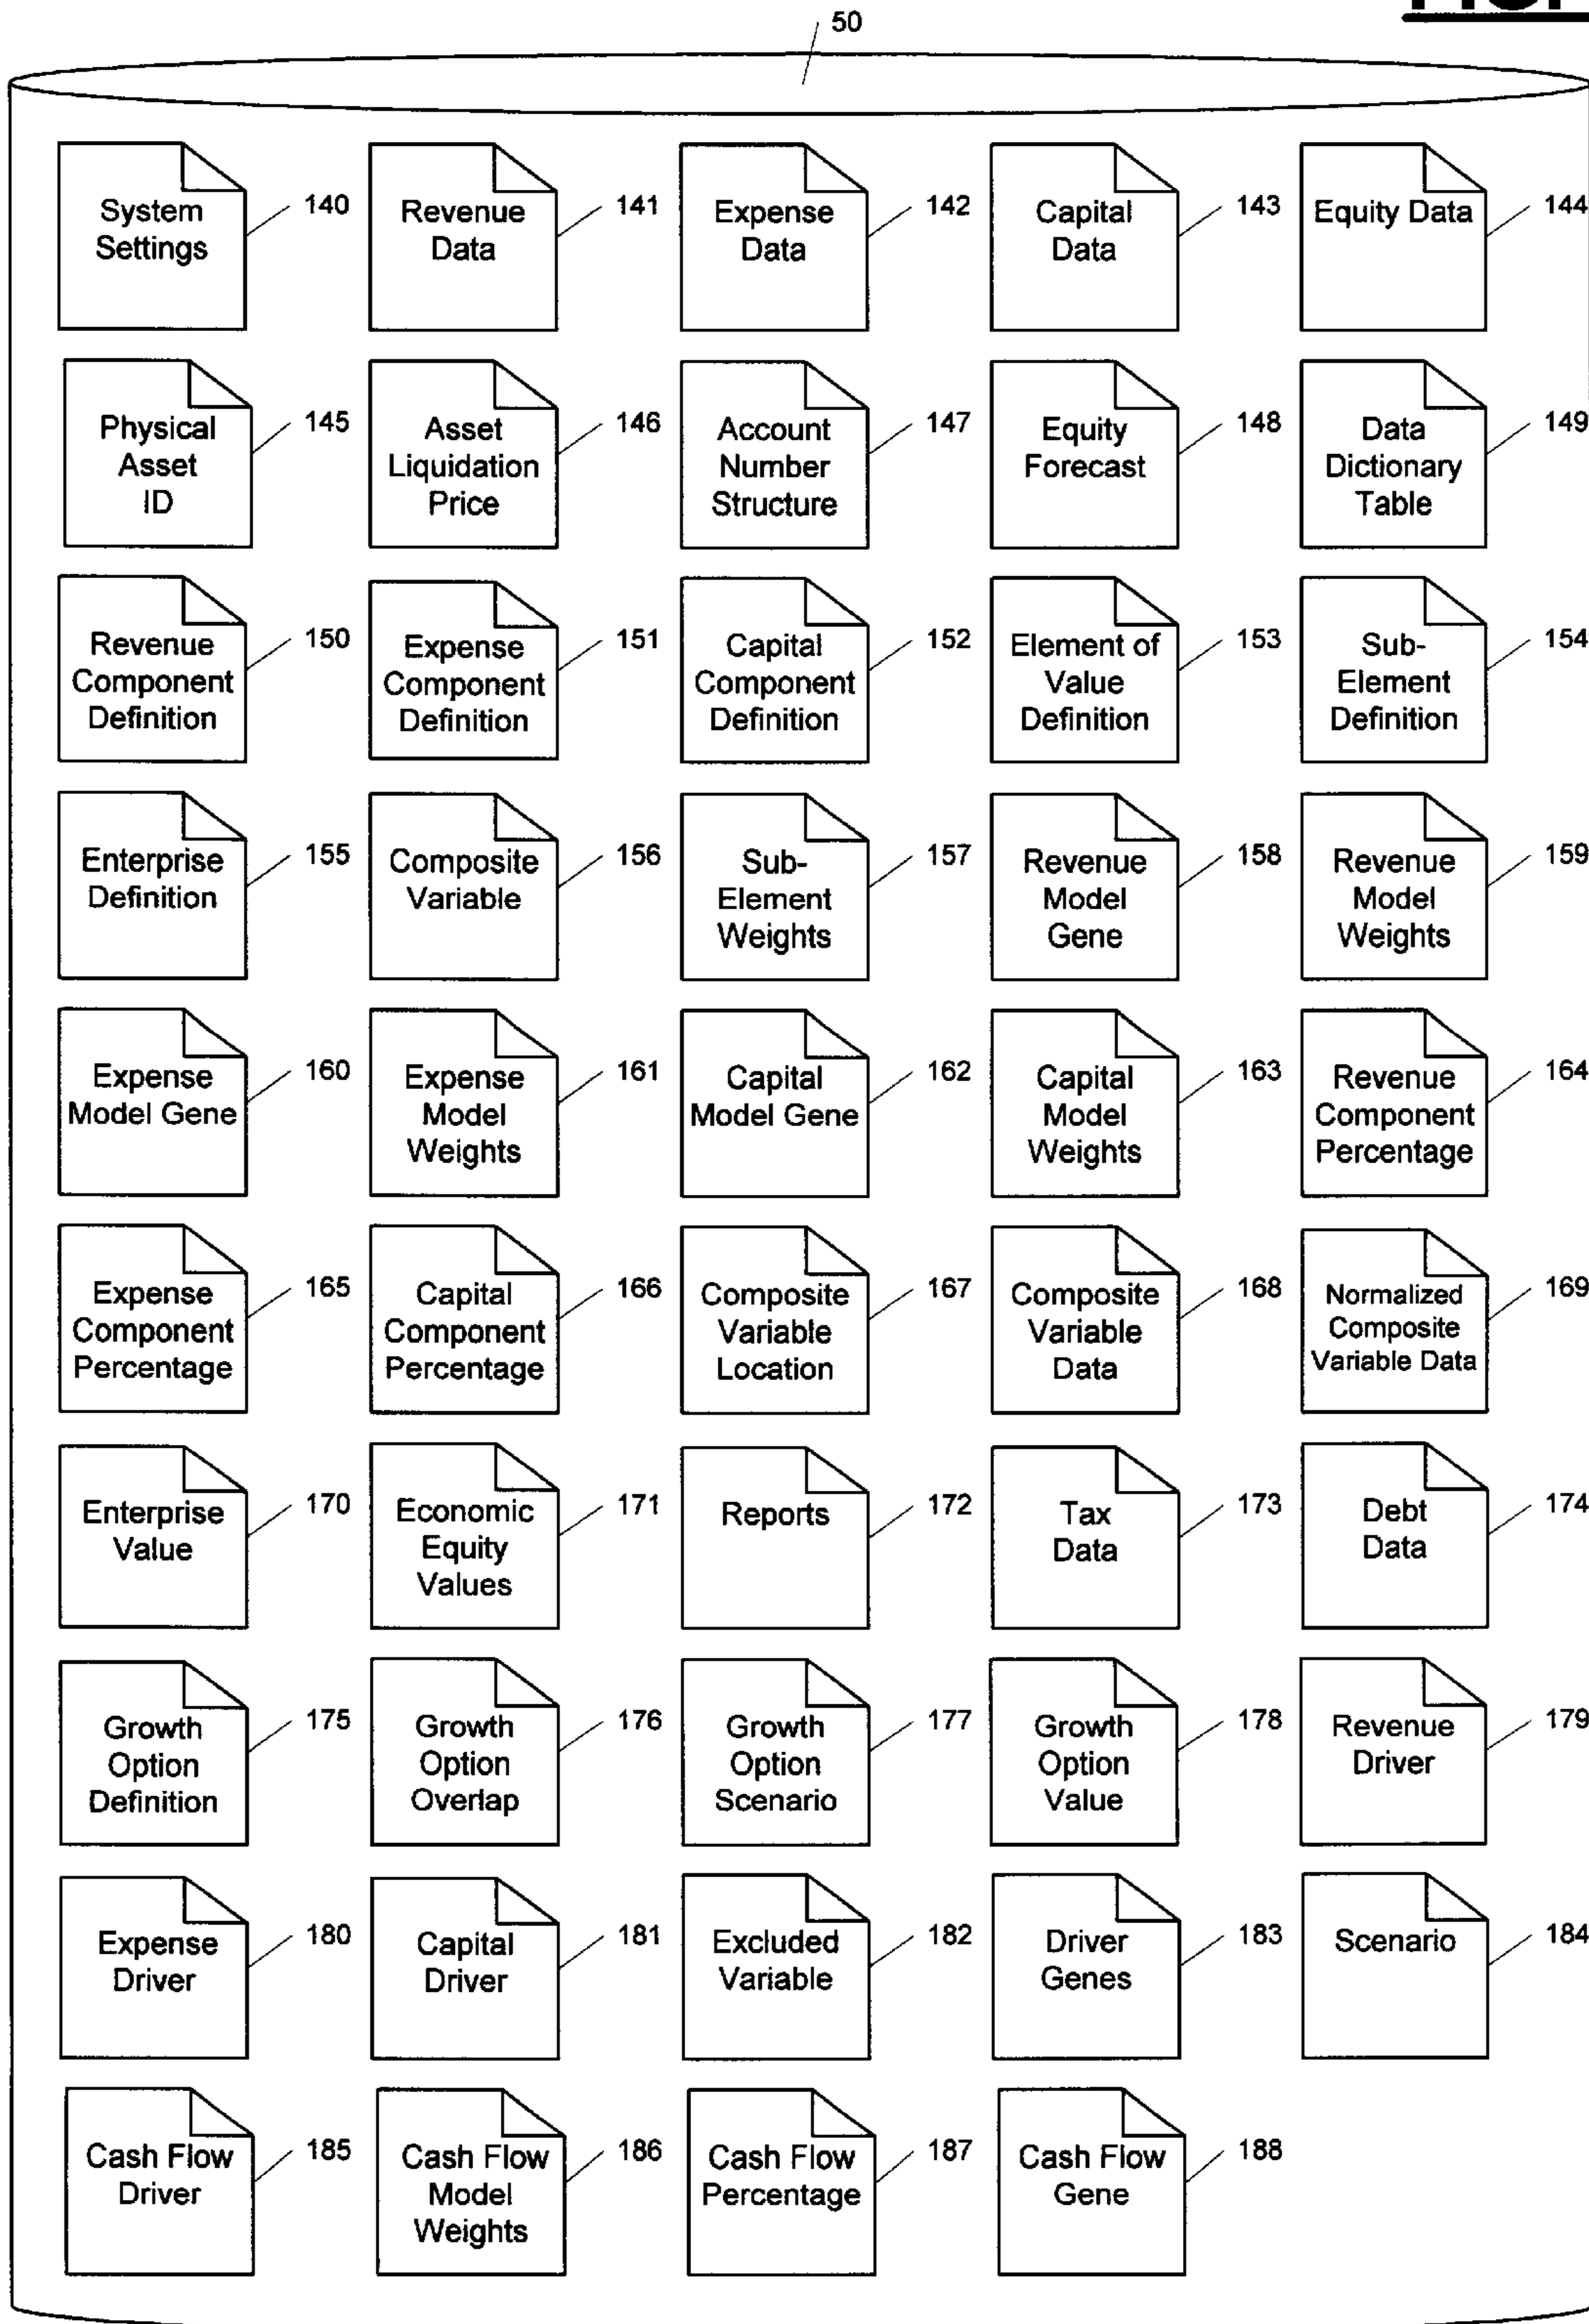 50
System
Settings
140
Revenue
Data
141
Expense
Data
142
Capital
Data
143
Equity Data
144
Physical
Asset
ID
145
Asset
Liquidation
Price
146
Account
Number
Structure
147
Equity
Forecast
148
Data
Dictionary
Table
149
Revenue
Component
Definition
150
Expense
Component
Definition
151
Capital
Component
Definition
152
Element of
Value
Definition
153
Sub-
Element
Definition
154
Enterprise
Definition
155
Composite
Variable
156
Sub-
Element
Weights
157
Revenue
Model
Gene
158
Revenue
Model
Weights
159
Expense
Model Gene
160
Expense
Model
Weights
161
Capital
Model Gene
162
Capital
Model
Weights
163
Revenue
Component
Percentage
164
Expense
Component
Percentage
165
Capital
Component
Percentage
166
Composite
Variable
Location
167
Composite
Variable
Data
168
Normalized
Composite
Variable Data
169
Enterprise
Value
170
Economic
Equity
Values
171
Reports
172
Tax
Data
173
Debt
Data
174
Growth
Option
Definition
175
Growth
Option
Overlap
176
Growth
Option
Scenario
177
Growth
Option
Value
178
Revenue
Driver
179
Expense
Driver
180
Capital
Driver
181
Excluded
Variable
182
Driver
Genes
183
Scenario
184
Cash Flow
Driver
185
Cash Flow
Model
Weights
186
Cash Flow
Percentage
187
Cash Flow
Gene
188